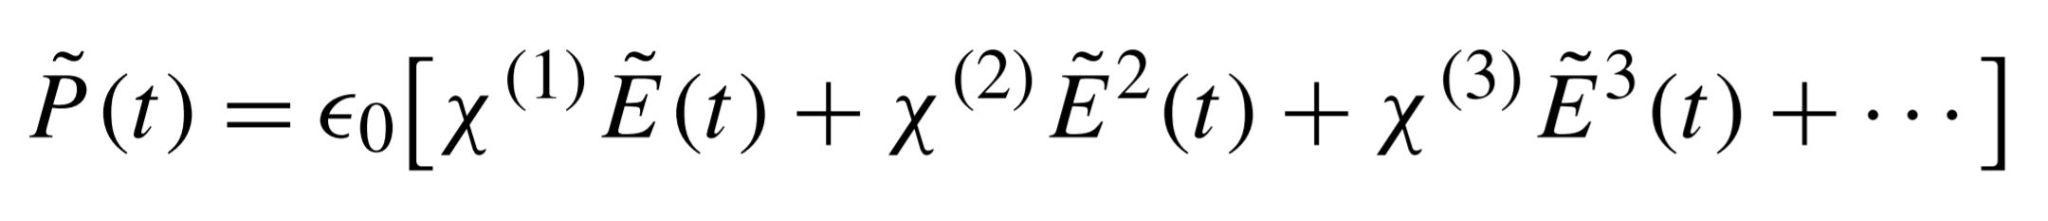 P̃(t) = ϵ₀[χ⁽¹⁾Ẽ(t) + χ⁽²⁾Ẽ²(t) + χ⁽³⁾Ẽ³(t) + ···]